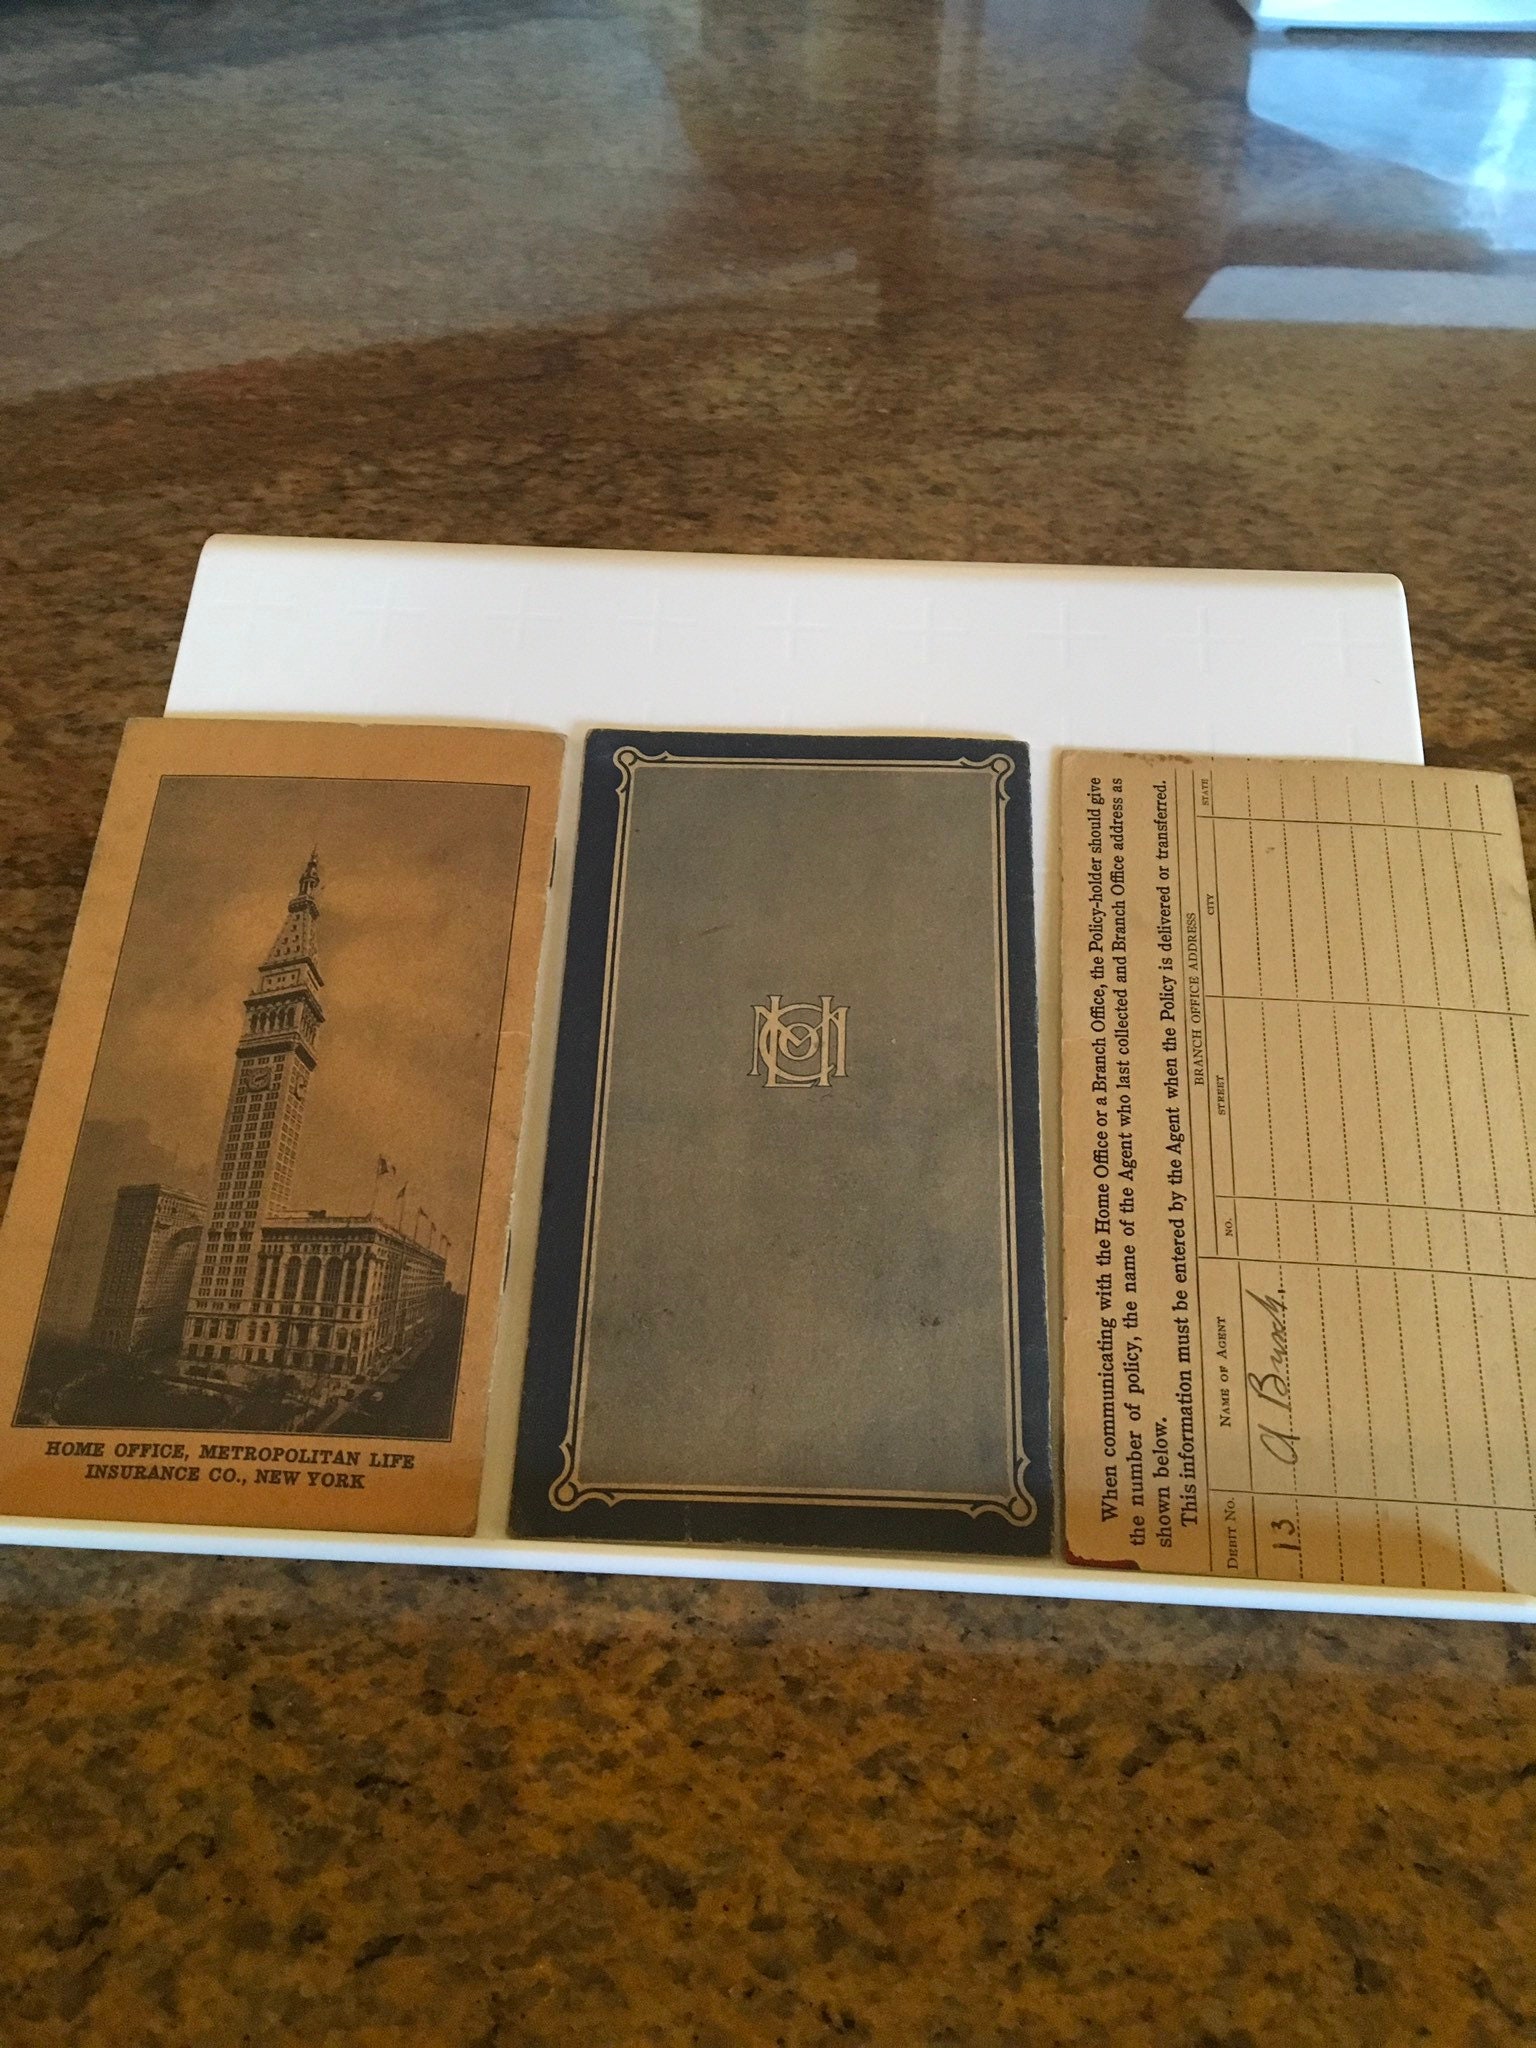 HOME OFFICE, METROPOLITAN LIFE
INSURANCE CO., NEW YORK
When communicating with the Home Office or a Branch Office, the Policy-holder should give
the number of policy, the name of the Agent who last collected and Branch Office address as
shown below.
This information must be entered by the Agent when the Policy is delivered or transferred.
BRANCH OFFICE ADDRESS
DEBIT NO. NAME OF AGENT NO. STREET CITY STATE
13 A